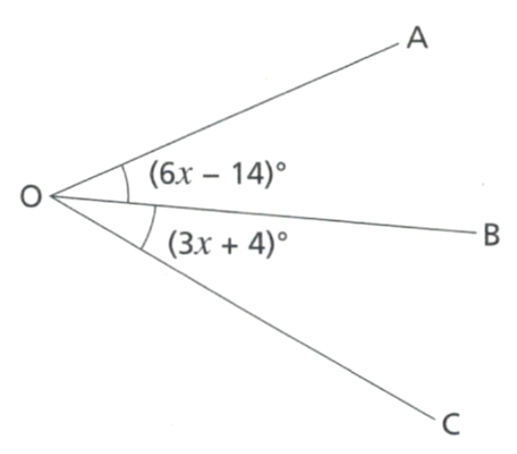 A
(6x – 14)°
O
B
(3x + 4)°
C